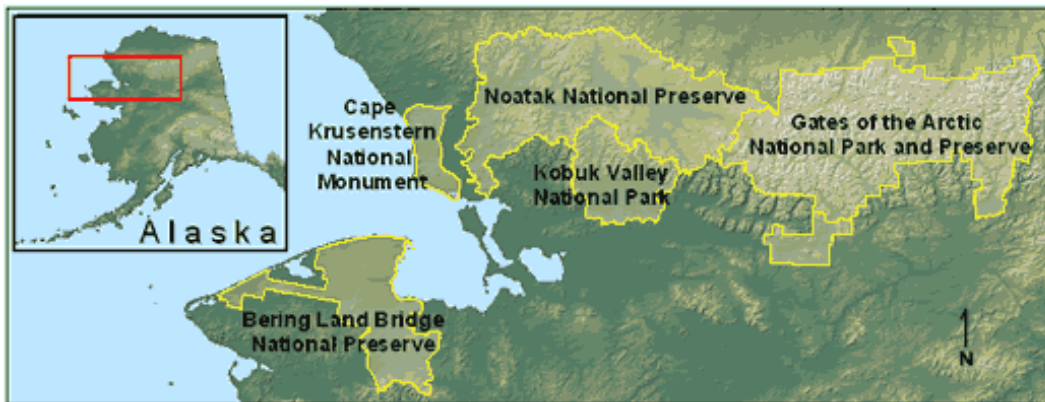 Alaska
Cape
Krusenstern
National
Monument
Noatak National Preserve
Gates of the Arctic
National Park and Preserve
Kobuk Valley
National Park
Bering Land Bridge
National Preserve
N